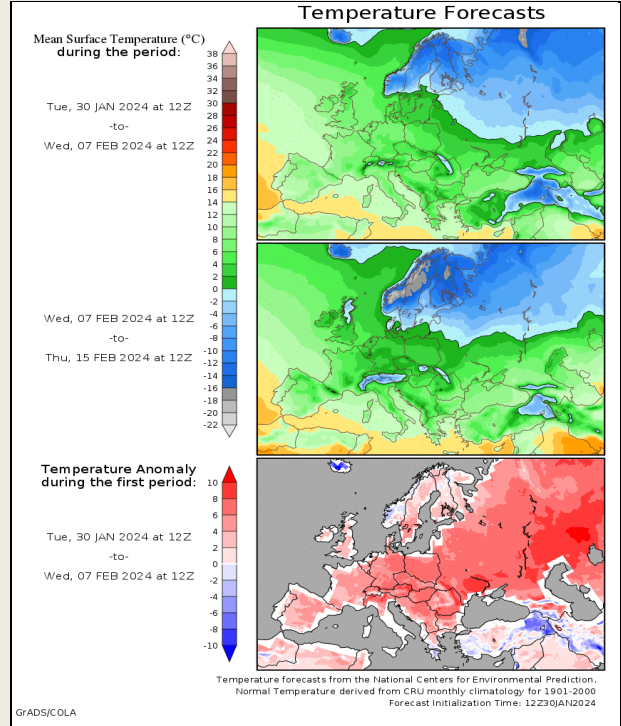 Temperature Forecasts
Mean Surface Temperature (°C)
during the period:
Tue, 30 JAN 2024 at 12Z
-to-
Wed, 07 FEB 2024 at 12Z
38
36
34
32
30
28
26
24
22
20
18
16
14
12
10
8
6
4
2
0
-2
-4
-6
-8
-10
-12
-14
-16
-18
-20
-22
Wed, 07 FEB 2024 at 12Z
-to-
Thu, 15 FEB 2024 at 12Z
Temperature Anomaly
during the first period:
Tue, 30 JAN 2024 at 12Z
-to-
Wed, 07 FEB 2024 at 12Z
10
8
6
4
2
0
-2
-4
-6
-8
-10
Temperature forecasts from the National Centers for Environmental Prediction.
Normal Temperature derived from CRU monthly climatology for 1901-2000
Forecast Initialization Time: 12Z30JAN2024
GrADS/COLA